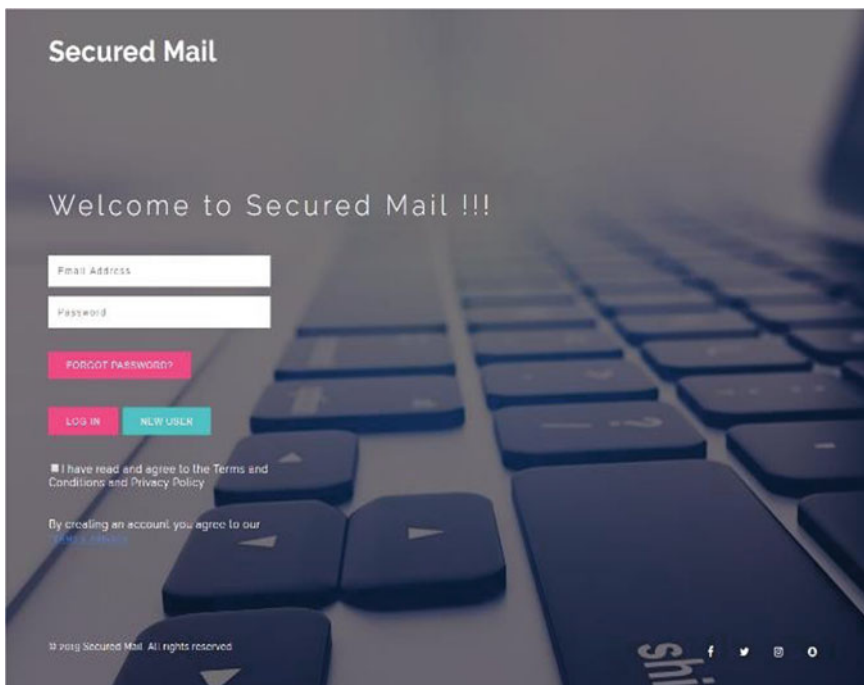 Secured Mail
Welcome to Secured Mail !!!
Email Address
Password
FORGOT PASSWORD?
LOG IN NEW USER
I have read and agree to the Terms and
Conditions and Privacy Policy
By creating an account you agree to our
© 2019 Secured Mail. All rights reserved
shi